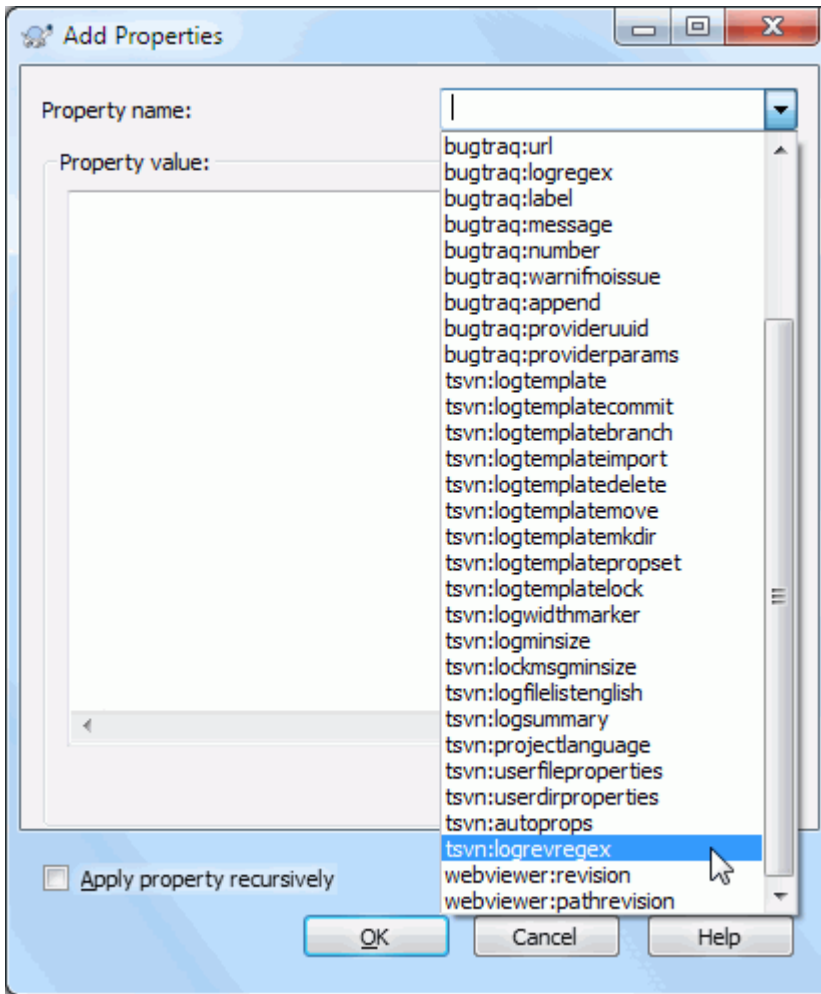 Add Properties
Property name:
Property value:
bugtraq:url
bugtraq:logregex
bugtraq:label
bugtraq:message
bugtraq:number
bugtraq:warnifnoissue
bugtraq:append
bugtraq:provideruuid
bugtraq:providerparams
tsvn:logtemplate
tsvn:logtemplatecommit
tsvn:logtemplatebranch
tsvn:logtemplateimport
tsvn:logtemplatedelete
tsvn:logtemplatemove
tsvn:logtemplatemkdir
tsvn:logtemplatepropset
tsvn:logtemplatelock
tsvn:logwidthmarker
tsvn:logminsize
tsvn:lockmsgminsize
tsvn:logfilelistenglish
tsvn:logsummary
tsvn:projectlanguage
tsvn:userfileproperties
tsvn:userdirproperties
tsvn:autoprops
tsvn:logrevregex
webviewer:revision
webviewer:pathrevision
Apply property recursively
OK Cancel Help